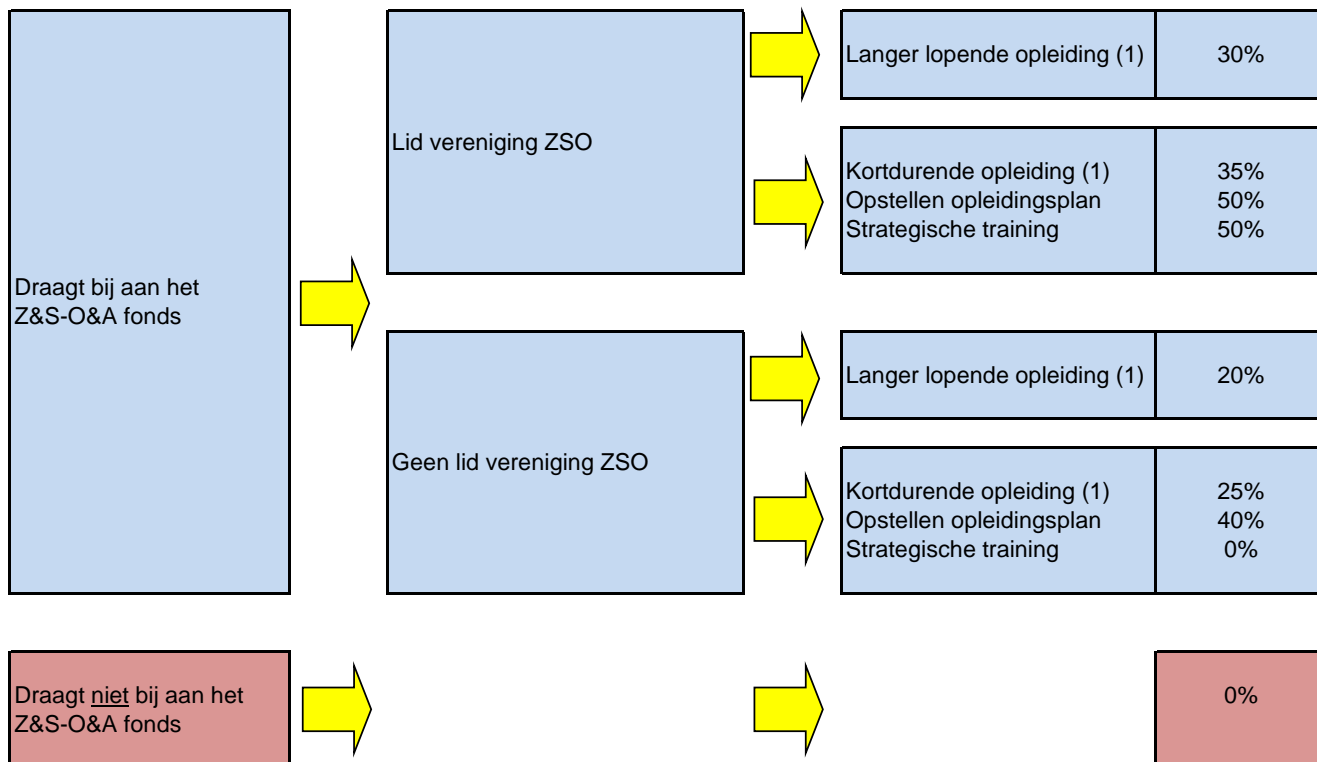 Draagt bij aan het
Z&S-O&A fonds
Lid vereniging ZSO
Langer lopende opleiding (1) 30%
Kortdurende opleiding (1) 35%
Opstellen opleidingsplan 50%
Strategische training 50%
Geen lid vereniging ZSO
Langer lopende opleiding (1) 20%
Kortdurende opleiding (1) 25%
Opstellen opleidingsplan 40%
Strategische training 0%
Draagt niet bij aan het 0%
Z&S-O&A fonds